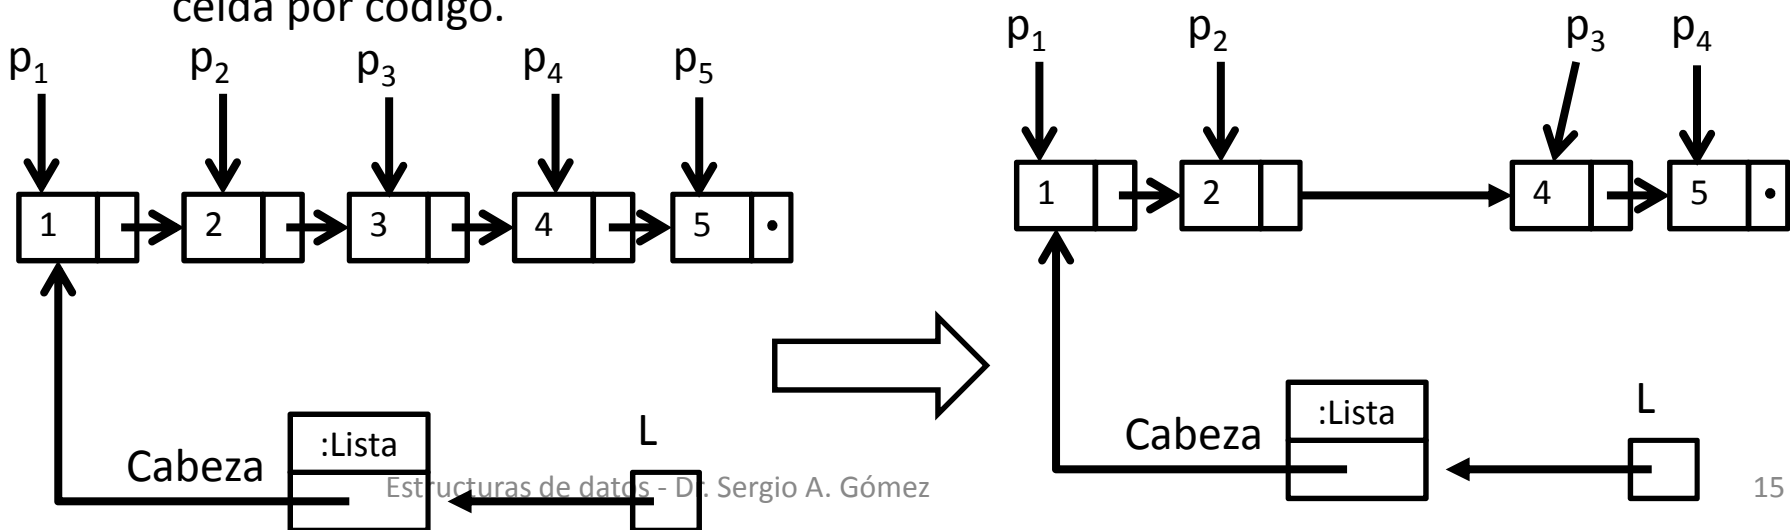 celda por código.
p₁ p₂ p₃ p₄ p₅
1 2 3 4 5 •
:Lista
L
Cabeza
p₁ p₂ p₃ p₄
1 2 4 5 •
:Lista
L
Cabeza
Estructuras de datos - Dr. Sergio A. Gómez
15